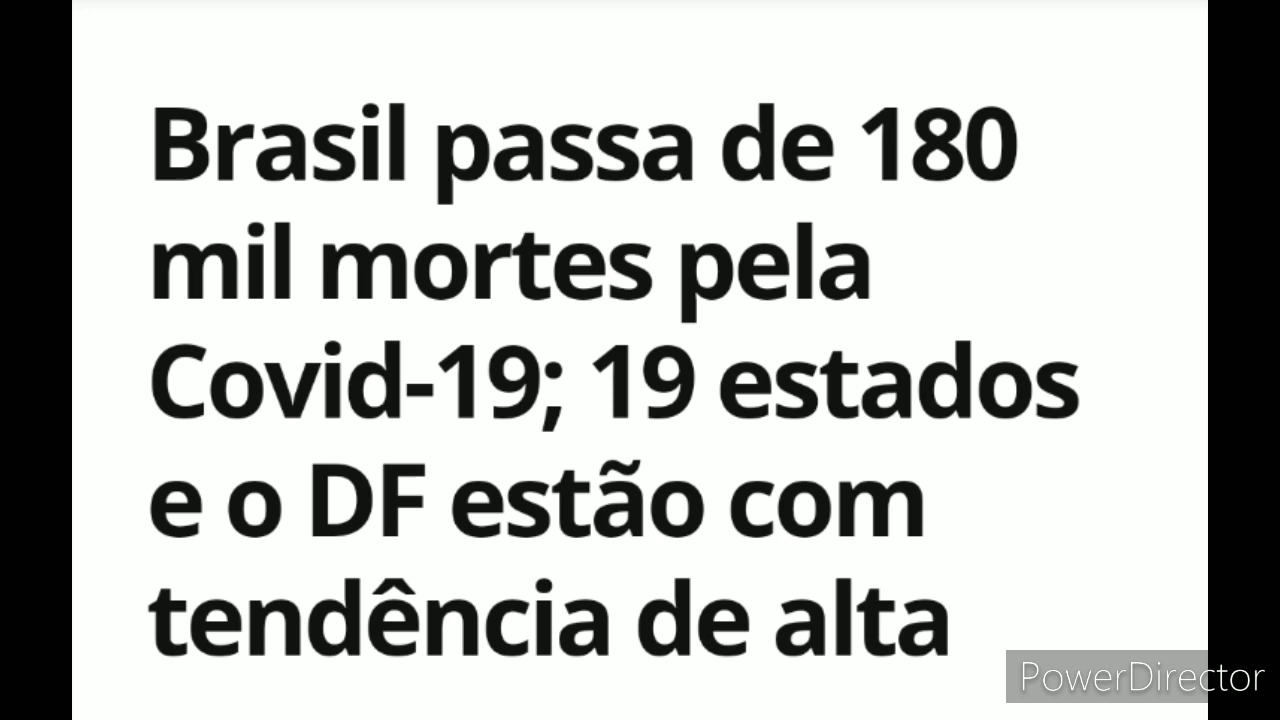 Brasil passa de 180
mil mortes pela
Covid-19; 19 estados
e o DF estão com
tendência de alta
PowerDirector